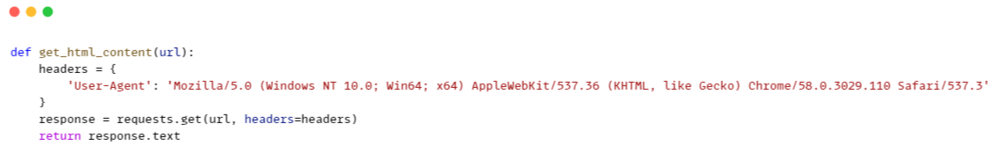 def get_html_content(url):
    headers = {
        'User-Agent': 'Mozilla/5.0 (Windows NT 10.0; Win64; x64) AppleWebKit/537.36 (KHTML, like Gecko) Chrome/58.0.3029.110 Safari/537.3'
    }
    response = requests.get(url, headers=headers)
    return response.text